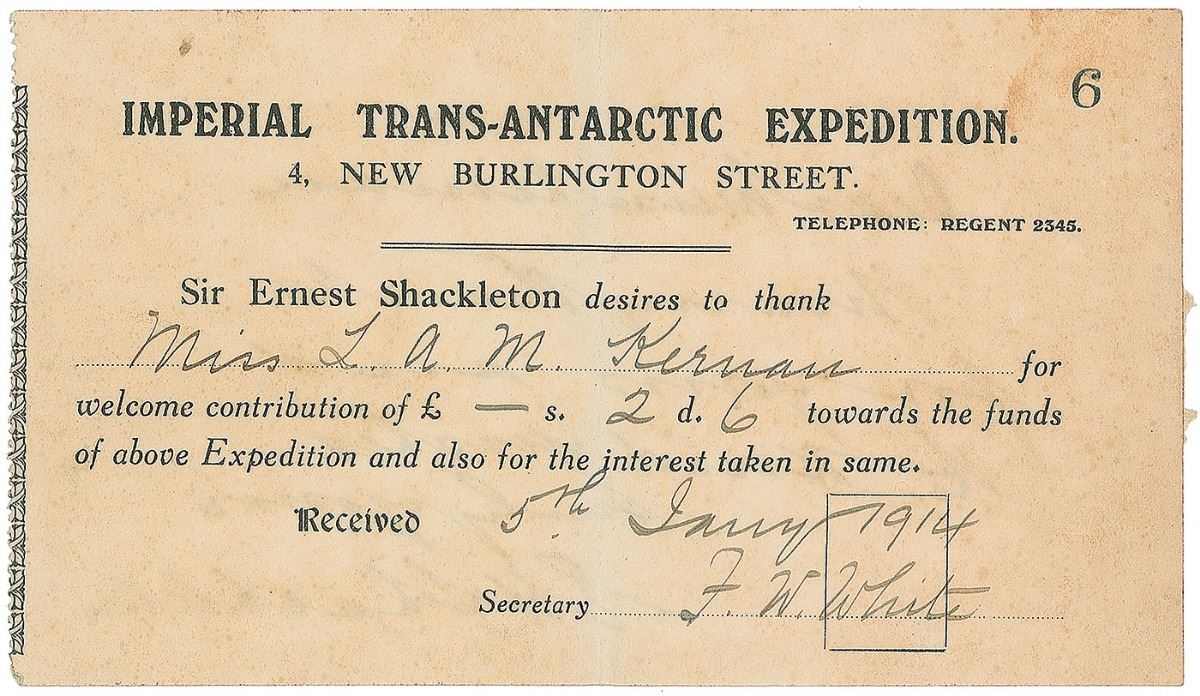 6
IMPERIAL TRANS-ANTARCTIC EXPEDITION.
4, NEW BURLINGTON STREET.
TELEPHONE: REGENT 2345.
Sir Ernest Shackleton desires to thank
Miss L. A. M. Kernan for
welcome contribution of £ — s. 2 d. 6 towards the funds
of above Expedition and also for the interest taken in same.
Received 5th Jany 1914
Secretary F. W. White